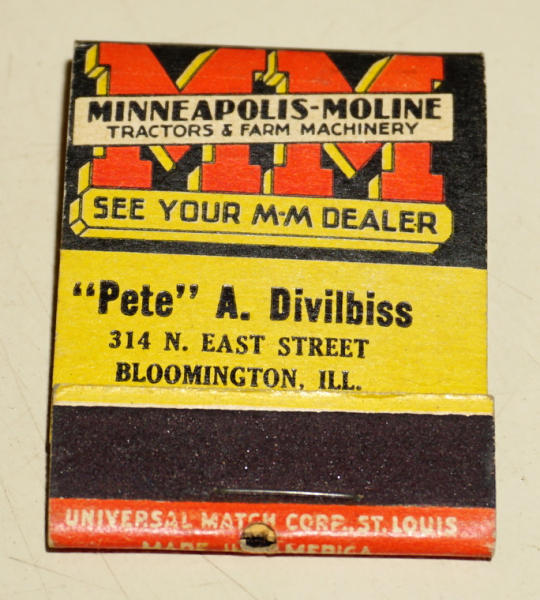 MM
MINNEAPOLIS-MOLINE
TRACTORS & FARM MACHINERY
SEE YOUR M-M DEALER
"Pete" A. Divilbiss
314 N. EAST STREET
BLOOMINGTON, ILL.
UNIVERSAL MATCH CORP. ST. LOUIS
MADE IN AMERICA